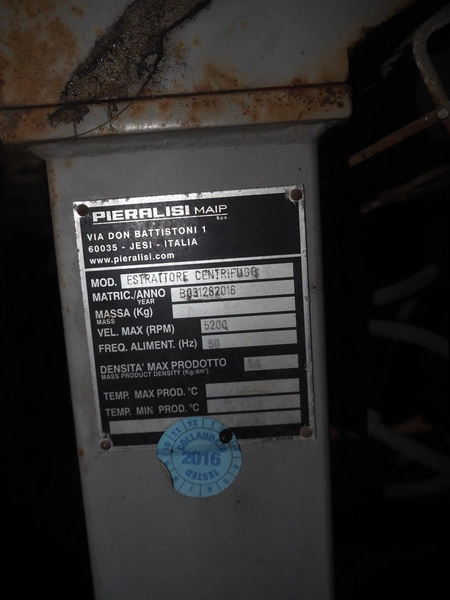 PIERALISI MAIP S.p.A.
VIA DON BATTISTONI 1
60035 - JESI - ITALIA
www.pieralisi.com
MOD. ESTRATTORE CENTRIFUGO
MATRIC./ANNO B031282016
YEAR
MASSA (Kg)
MASS
VEL. MAX (RPM) 5200
FREQ. ALIMENT. (Hz) 50
DENSITA' MAX PRODOTTO
MASS PRODUCT DENSITY (Kg/dm³)
TEMP. MAX PROD. °C
TEMP. MIN PROD. °C
2016
TESTED